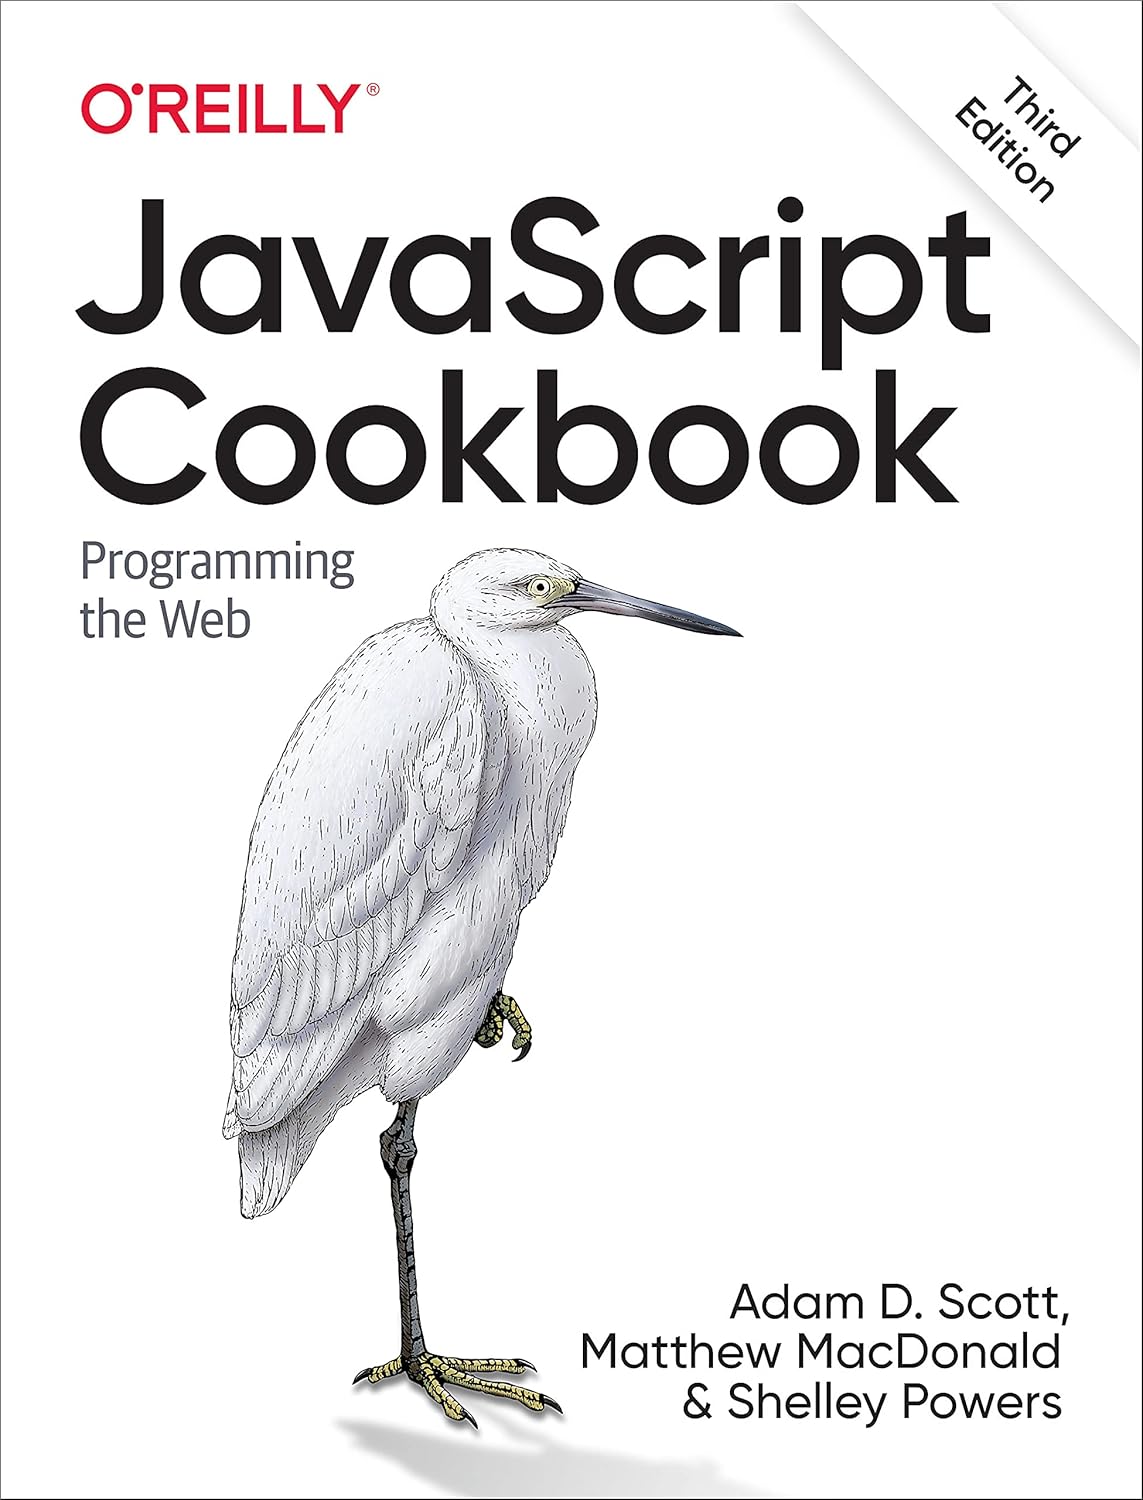 O'REILLY®
Third
Edition
JavaScript
Cookbook
Programming
the Web
Adam D. Scott,
Matthew MacDonald
& Shelley Powers